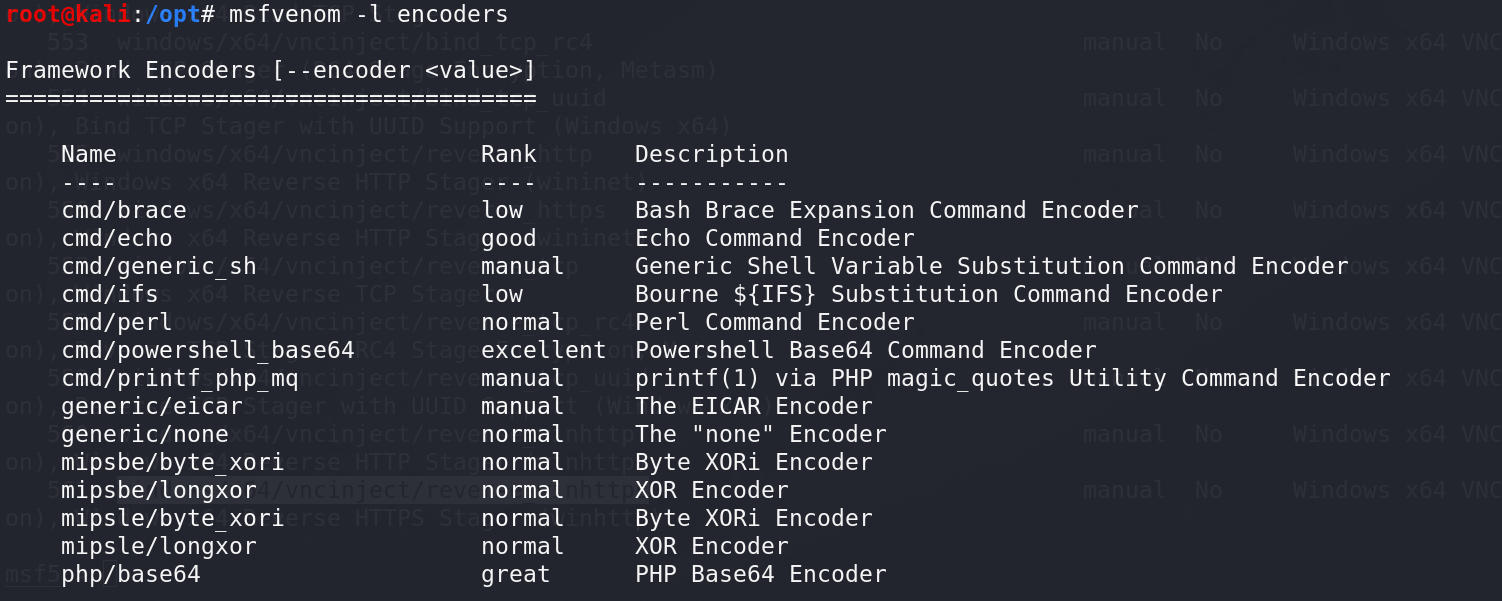 root@kali:/opt# msfvenom -l encoders
Framework Encoders [--encoder <value>]
======================================
Name Rank Description
---- ---- -----------
cmd/brace low Bash Brace Expansion Command Encoder
cmd/echo good Echo Command Encoder
cmd/generic_sh manual Generic Shell Variable Substitution Command Encoder
cmd/ifs low Bourne ${IFS} Substitution Command Encoder
cmd/perl normal Perl Command Encoder
cmd/powershell_base64 excellent Powershell Base64 Command Encoder
cmd/printf_php_mq manual printf(1) via PHP magic_quotes Utility Command Encoder
generic/eicar manual The EICAR Encoder
generic/none normal The "none" Encoder
mipsbe/byte_xori normal Byte XORi Encoder
mipsbe/longxor normal XOR Encoder
mipsle/byte_xori normal Byte XORi Encoder
mipsle/longxor normal XOR Encoder
php/base64 great PHP Base64 Encoder